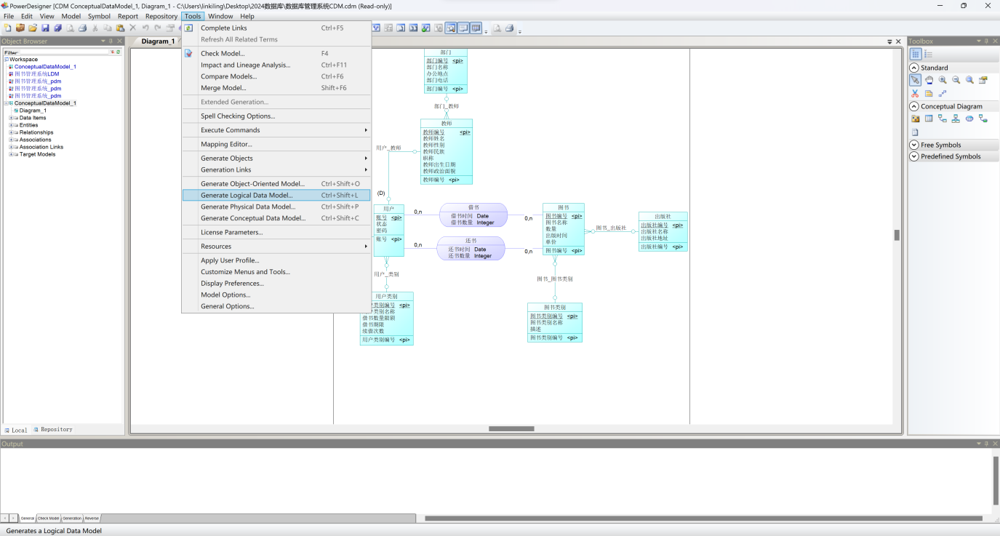 PowerDesigner [CDM ConceptualDataModel_1, Diagram_1 - C:\Users\linkiling\Desktop\2024数据库\数据库管理系统CDM.cdm (Read-only)]
File Edit View Model Symbol Report Repository Tools Window Help
Object Browser
Filter
Workspace
ConceptualDataModel_1
图书管理系统LDM
图书管理系统_pdm
图书管理系统_pdm
图书管理系统_pdm
ConceptualDataModel_1
Diagram_1
Data Items
Entities
Relationships
Associations
Association Links
Target Models
Local Repository
Diagram_1
Complete Links Ctrl+F5
Refresh All Related Terms
Check Model... F4
Impact and Lineage Analysis... Ctrl+F11
Compare Models... Ctrl+F6
Merge Model... Shift+F6
Extended Generation...
Spell Checking Options...
Execute Commands
Mapping Editor...
Generate Objects
Generation Links
Generate Object-Oriented Model... Ctrl+Shift+O
Generate Logical Data Model... Ctrl+Shift+L
Generate Physical Data Model... Ctrl+Shift+P
Generate Conceptual Data Model... Ctrl+Shift+C
License Parameters...
Resources
Apply User Profile...
Customize Menus and Tools...
Display Preferences...
Model Options...
General Options...
部门
部门编号 <pi>
部门名称
办公地点
部门电话
部门编号 <pi>
部门_教师
教师
教师编号 <pi>
教师姓名
教师性别
教师民族
职称
教师出生日期
教师政治面貌
教师编号 <pi>
用户_教师
(D)
用户
账号 <pi>
状态
密码
账号 <pi>
0,n
借书
借书时间 Date
借书数量 Integer
0,n
0,n
还书
还书时间 Date
还书数量 Integer
0,n
图书
图书编号 <pi>
图书名称
数量
出版时间
单价
图书编号 <pi>
图书_出版社
出版社
出版社编号 <pi>
出版社名称
出版社地址
出版社编号 <pi>
用户_类别
用户类别
类别编号 <pi>
类别名称
借书数量限额
借书期限
续借次数
用户类别编号 <pi>
图书_图书类别
图书类别
图书类别编号 <pi>
图书类别名称
描述
图书类别编号 <pi>
Toolbox
Standard
Conceptual Diagram
Free Symbols
Predefined Symbols
Output
General Check Model Generation Reverse
Generates a Logical Data Model